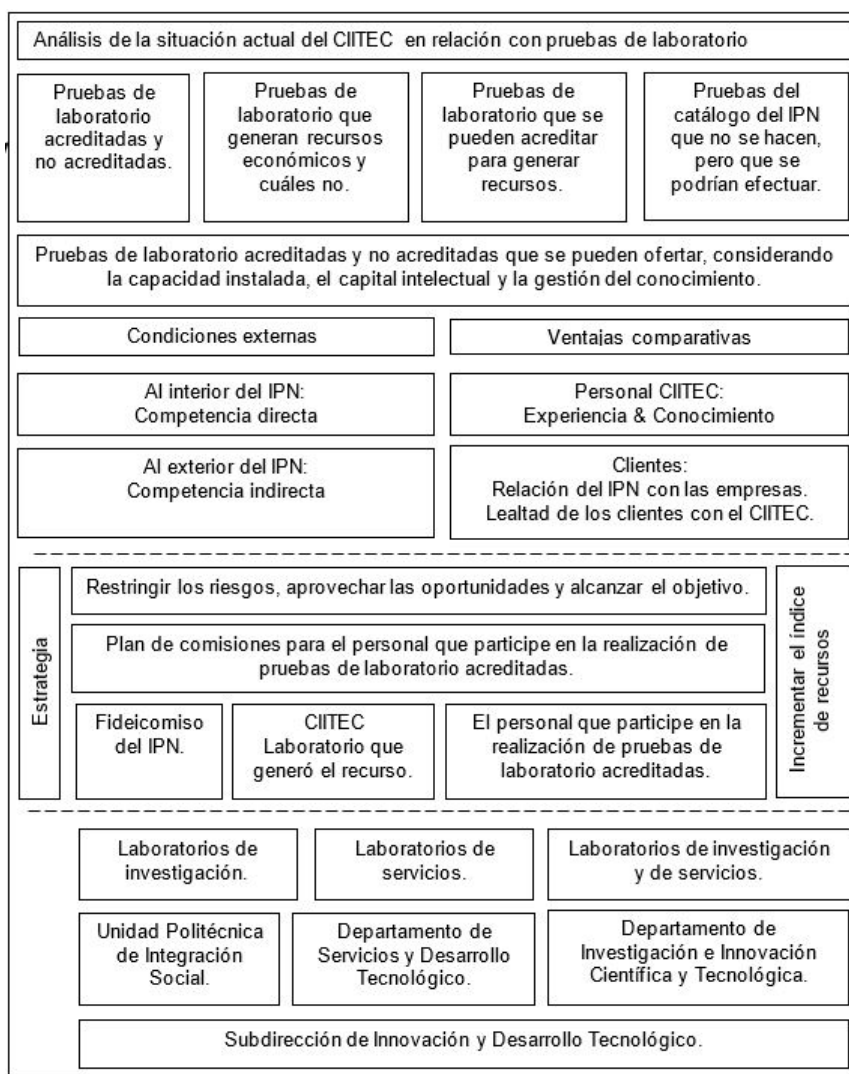 Análisis de la situación actual del CIITEC en relación con pruebas de laboratorio
Pruebas de
laboratorio
acreditadas y
no acreditadas.
Pruebas de
laboratorio que
generan recursos
económicos y
cuáles no.
Pruebas de
laboratorio que se
pueden acreditar
para generar
recursos.
Pruebas del
catálogo del IPN
que no se hacen,
pero que se
podrían efectuar.
Pruebas de laboratorio acreditadas y no acreditadas que se pueden ofertar, considerando
la capacidad instalada, el capital intelectual y la gestión del conocimiento.
Condiciones externas
Ventajas comparativas
Al interior del IPN:
Competencia directa
Personal CIITEC:
Experiencia & Conocimiento
Al exterior del IPN:
Competencia indirecta
Clientes:
Relación del IPN con las empresas.
Lealtad de los clientes con el CIITEC.
Estrategia
Restringir los riesgos, aprovechar las oportunidades y alcanzar el objetivo.
Plan de comisiones para el personal que participe en la realización de
pruebas de laboratorio acreditadas.
Fideicomiso
del IPN.
CIITEC
Laboratorio que
generó el recurso.
El personal que participe en la
realización de pruebas de
laboratorio acreditadas.
Incrementar el índice
de recursos
Laboratorios de
investigación.
Laboratorios de
servicios.
Laboratorios de investigación
y de servicios.
Unidad Politécnica
de Integración
Social.
Departamento de
Servicios y Desarrollo
Tecnológico.
Departamento de
Investigación e Innovación
Científica y Tecnológica.
Subdirección de Innovación y Desarrollo Tecnológico.